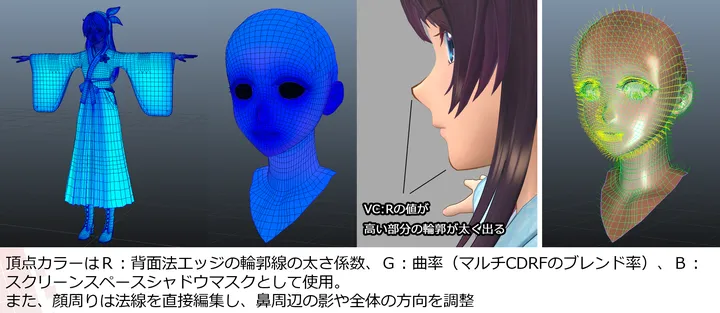 VC:Rの値が
高い部分の輪郭が太く出る
頂点カラーはR：背面法エッジの輪郭線の太さ係数、G：曲率（マルチCDRFのブレンド率）、B：
スクリーンスペースシャドウマスクとして使用。
また、顔周りは法線を直接編集し、鼻周辺の影や全体の方向を調整